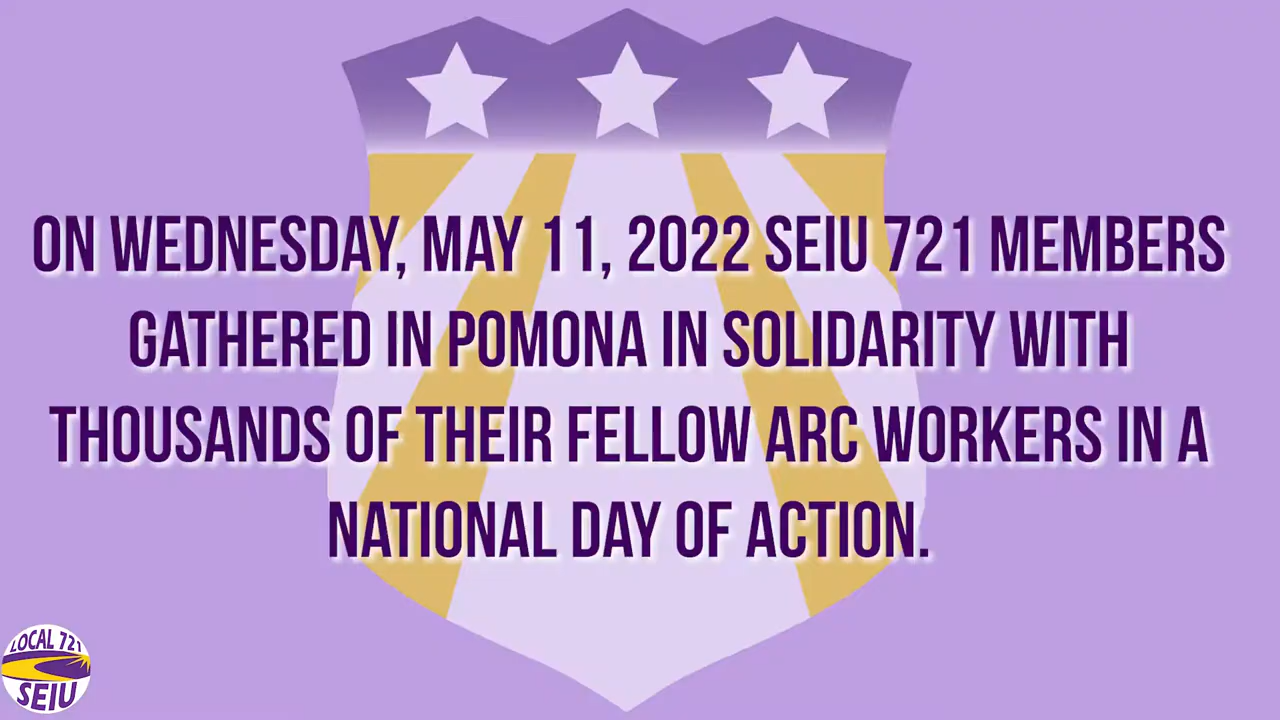 ON WEDNESDAY, MAY 11, 2022 SEIU 721 MEMBERS
GATHERED IN POMONA IN SOLIDARITY WITH
THOUSANDS OF THEIR FELLOW ARC WORKERS IN A
NATIONAL DAY OF ACTION.
LOCAL 721
SEIU